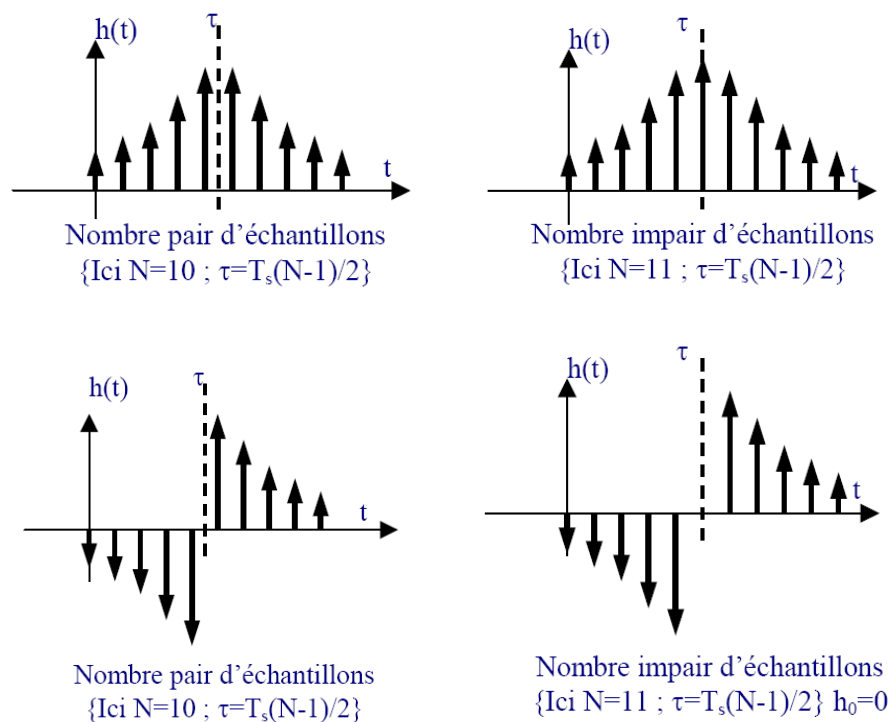 h(t)
τ
t
Nombre pair d'échantillons
{Ici N=10 ; τ=Ts(N-1)/2}
h(t)
τ
t
Nombre impair d'échantillons
{Ici N=11 ; τ=Ts(N-1)/2}
h(t)
τ
t
Nombre pair d'échantillons
{Ici N=10 ; τ=Ts(N-1)/2}
h(t)
τ
t
Nombre impair d'échantillons
{Ici N=11 ; τ=Ts(N-1)/2} h0=0